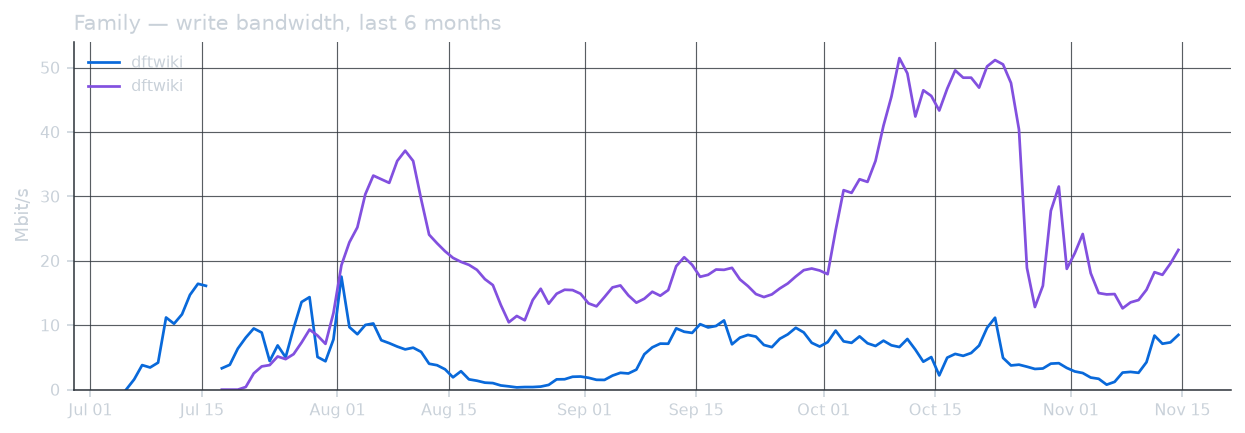 Family — write bandwidth, last 6 months
dftwiki
dftwiki
Mbit/s
50
40
30
20
10
0
Jul 01 Jul 15 Aug 01 Aug 15 Sep 01 Sep 15 Oct 01 Oct 15 Nov 01 Nov 15